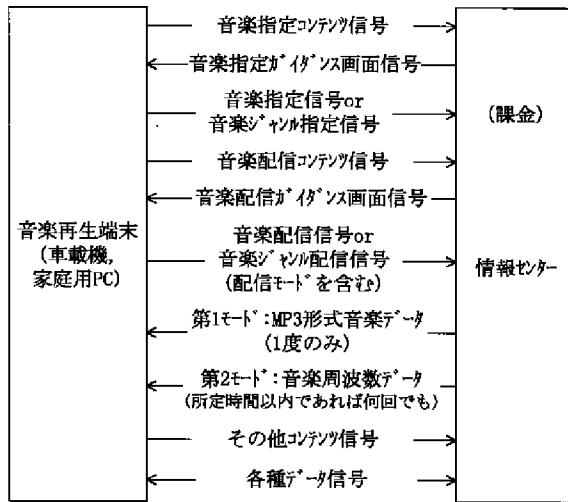 音楽指定ｺﾝﾃﾝﾂ信号
音楽指定ｶﾞｲﾀﾞﾝｽ画面信号
音楽指定信号or
音楽ｼﾞｬﾝﾙ指定信号
(課金)
音楽配信ｺﾝﾃﾝﾂ信号
音楽配信ｶﾞｲﾀﾞﾝｽ画面信号
音楽再生端末
(車載機,
家庭用PC)
音楽配信信号or
音楽ｼﾞｬﾝﾙ配信信号
(配信ﾓｰﾄﾞを含む)
情報ｾﾝﾀｰ
第1ﾓｰﾄﾞ:MP3形式音楽ﾃﾞｰﾀ
(1度のみ)
第2ﾓｰﾄﾞ:音楽周波数ﾃﾞｰﾀ
(所定時間以内であれば何回でも)
その他ｺﾝﾃﾝﾂ信号
各種ﾃﾞｰﾀ信号